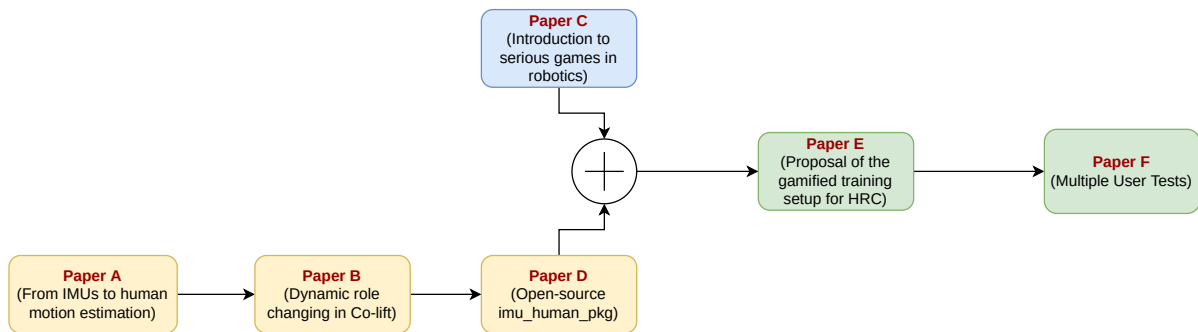 Paper C
(Introduction to
serious games in
robotics)
Paper E
(Proposal of the
gamified training
setup for HRC)
Paper F
(Multiple User Tests)
Paper A
(From IMUs to human
motion estimation)
Paper B
(Dynamic role
changing in Co-lift)
Paper D
(Open-source
imu_human_pkg)